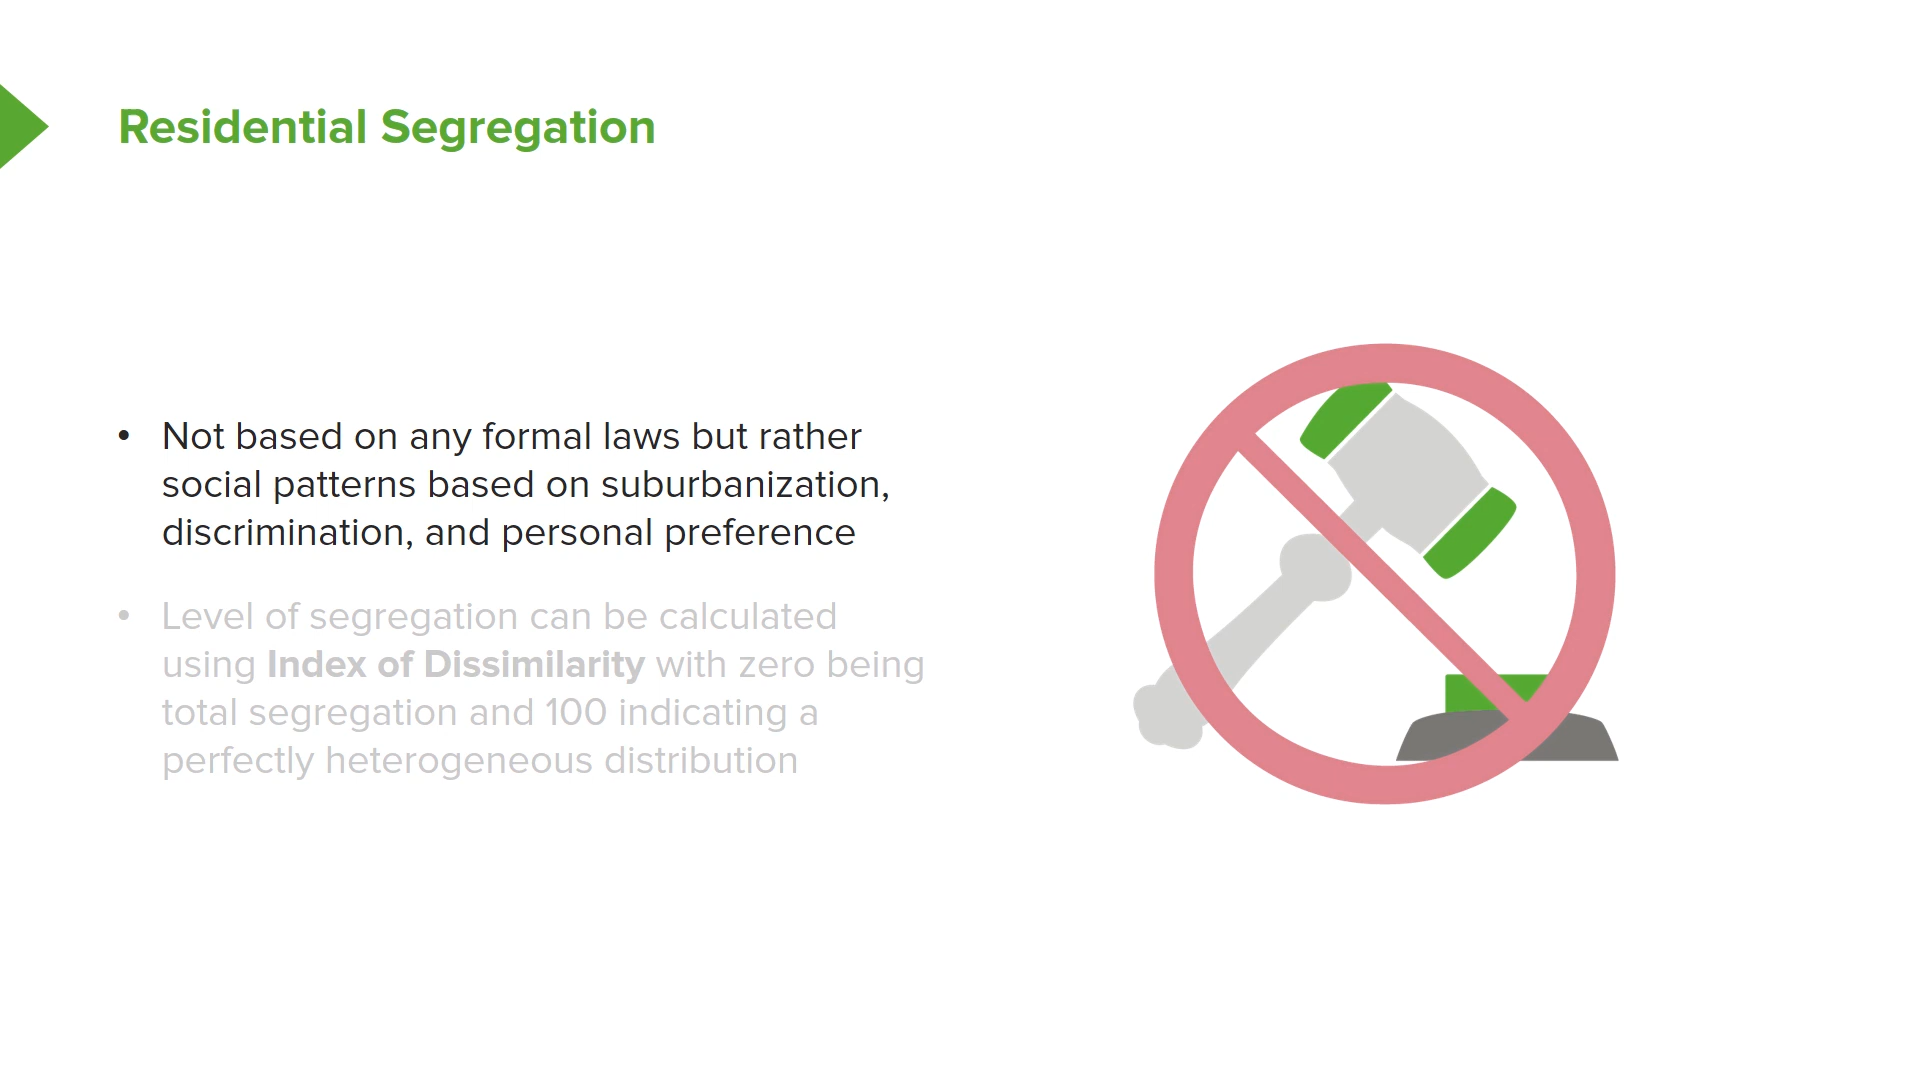 Residential Segregation
• Not based on any formal laws but rather
social patterns based on suburbanization,
discrimination, and personal preference
• Level of segregation can be calculated
using Index of Dissimilarity with zero being
total segregation and 100 indicating a
perfectly heterogeneous distribution